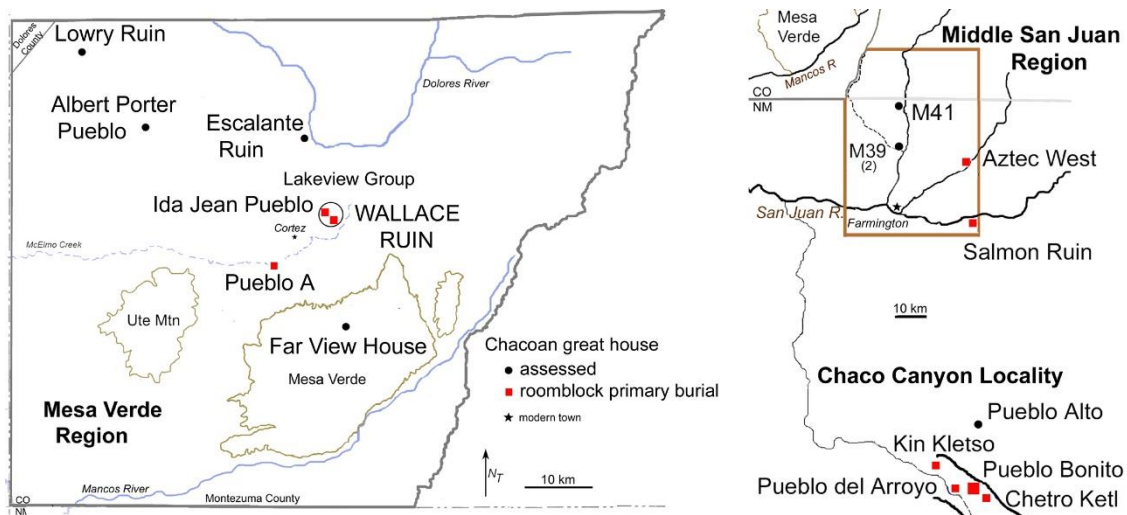 Dolores
County
Lowry Ruin
Albert Porter
Pueblo
Escalante
Ruin
Dolores River
Lakeview Group
Ida Jean Pueblo
WALLACE
RUIN
Cortez
McElmo Creek
Pueblo A
Ute Mtn
Far View House
Mesa Verde
Chacoan great house
assessed
roomblock primary burial
modern town
Mesa Verde
Region
Mancos River
Montezuma County
CO
NM
NT
10 km
Mesa
Verde
Mancos R
Middle San Juan
Region
CO
NM
M41
M39
(2)
Aztec West
San Juan R.
Farmington
Salmon Ruin
10 km
Chaco Canyon Locality
Pueblo Alto
Kin Kletso
Pueblo Bonito
Pueblo del Arroyo
Chetro Ketl